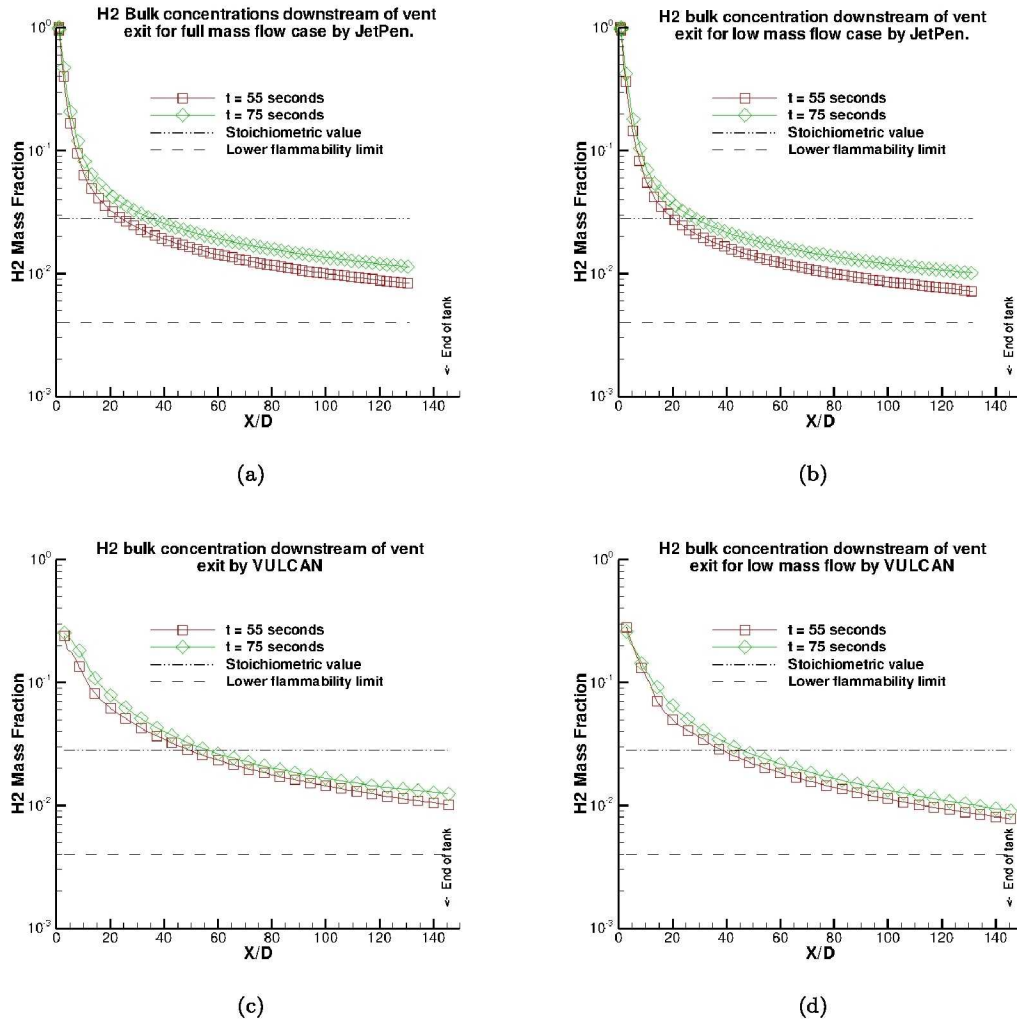 H2 Bulk concentrations downstream of vent
exit for full mass flow case by JetPen.
10^0
10^-1
10^-2
10^-3
H2 Mass Fraction
t = 55 seconds
t = 75 seconds
Stoichiometric value
Lower flammability limit
End of tank
0 20 40 60 80 100 120 140
X/D
(a)
H2 bulk concentration downstream of vent
exit for low mass flow case by JetPen.
10^0
10^-1
10^-2
10^-3
H2 Mass Fraction
t = 55 seconds
t = 75 seconds
Stoichiometric value
Lower flammability limit
End of tank
0 20 40 60 80 100 120 140
X/D
(b)
H2 bulk concentration downstream of vent
exit by VULCAN
10^0
10^-1
10^-2
10^-3
H2 Mass Fraction
t = 55 seconds
t = 75 seconds
Stoichiometric value
Lower flammability limit
End of tank
0 20 40 60 80 100 120 140
X/D
(c)
H2 bulk concentration downstream of vent
exit for low mass flow by VULCAN
10^0
10^-1
10^-2
10^-3
H2 Mass Fraction
t = 55 seconds
t = 75 seconds
Stoichiometric value
Lower flammability limit
End of tank
0 20 40 60 80 100 120 140
X/D
(d)